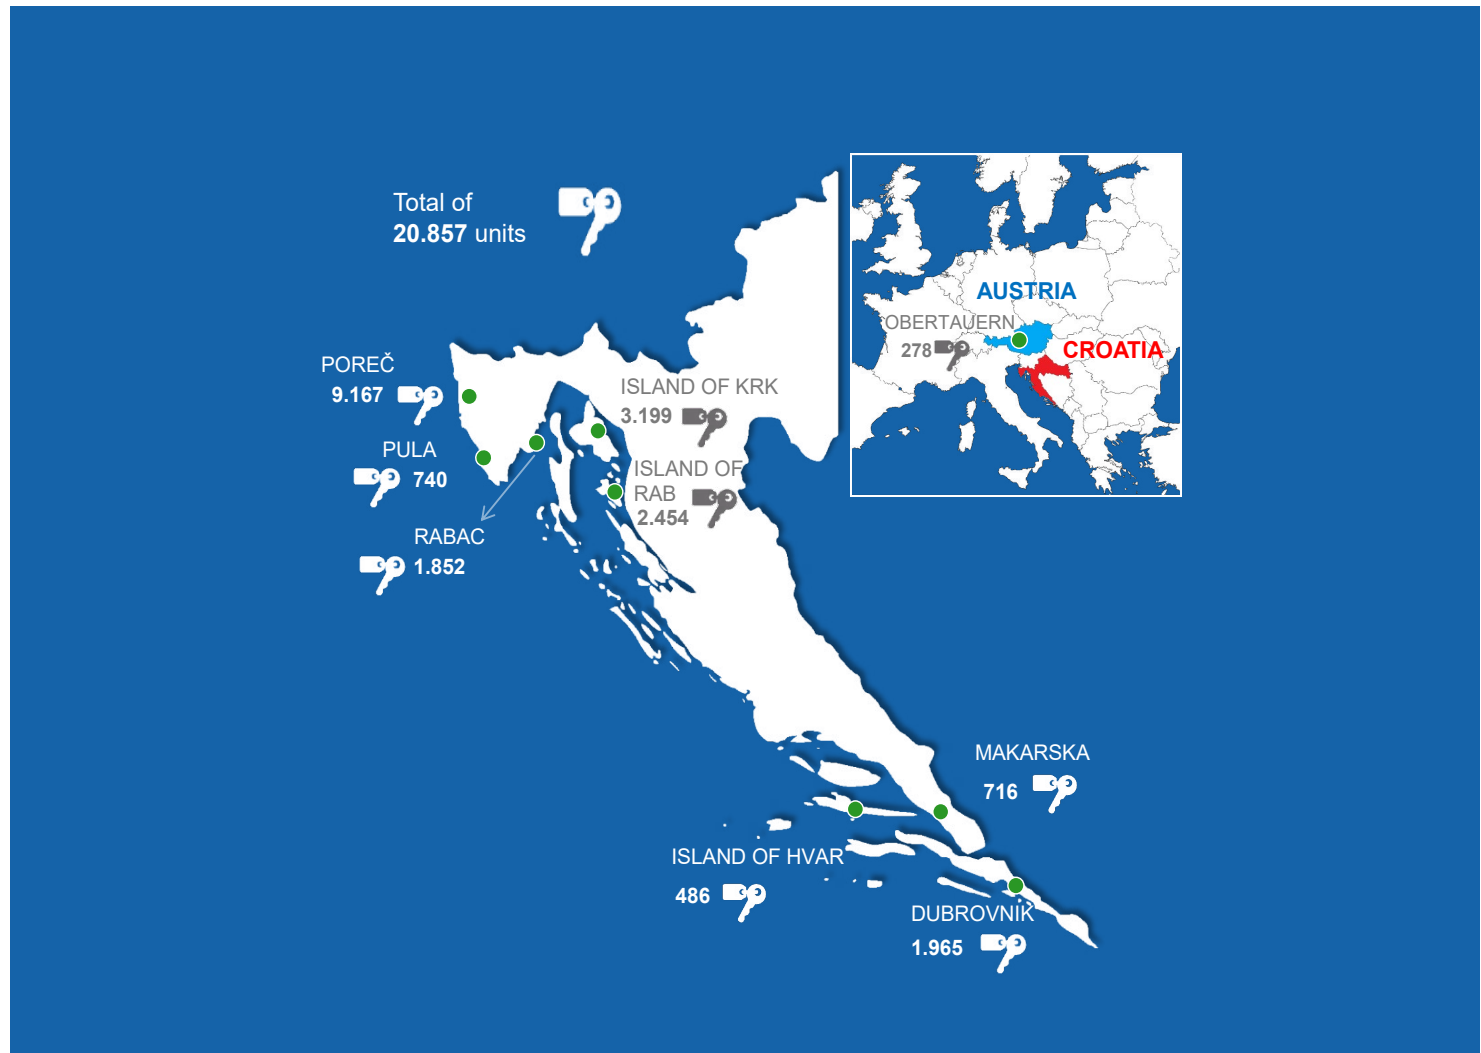 Total of
20.857 units
AUSTRIA
OBERTAUERN
278
CROATIA
POREČ
9.167
ISLAND OF KRK
3.199
PULA
740
ISLAND OF
RAB
2.454
RABAC
1.852
MAKARSKA
716
ISLAND OF HVAR
486
DUBROVNIK
1.965